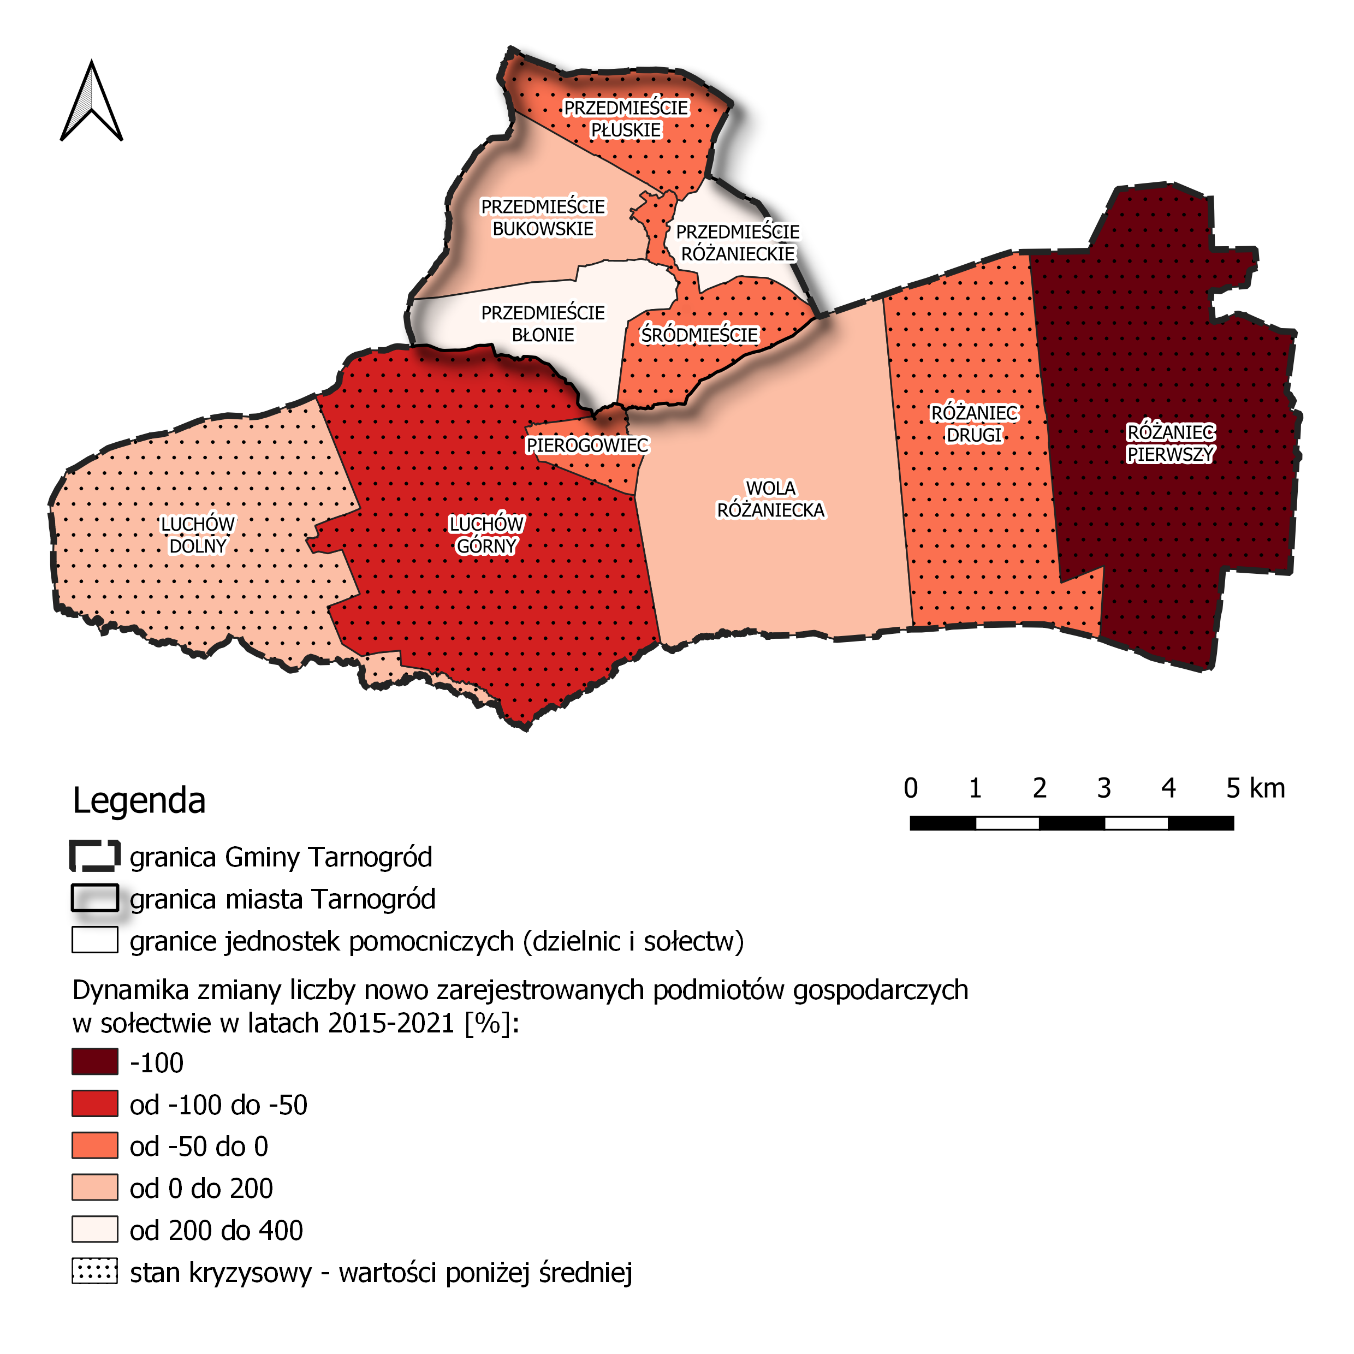 PRZEDMIEŚCIE
PŁUSKIE
PRZEDMIEŚCIE
BUKOWSKIE
PRZEDMIEŚCIE
RÓŻANIECKIE
PRZEDMIEŚCIE
BŁONIE
ŚRÓDMIEŚCIE
PIEROGOWIEC
RÓŻANIEC
DRUGI
RÓŻANIEC
PIERWSZY
WOLA
RÓŻANIECKA
LUCHÓW
DOLNY
LUCHÓW
GÓRNY
0 1 2 3 4 5 km
Legenda
granica Gminy Tarnogród
granica miasta Tarnogród
granice jednostek pomocniczych (dzielnic i sołectw)
Dynamika zmiany liczby nowo zarejestrowanych podmiotów gospodarczych
w sołectwie w latach 2015-2021 [%]:
-100
od -100 do -50
od -50 do 0
od 0 do 200
od 200 do 400
stan kryzysowy - wartości poniżej średniej